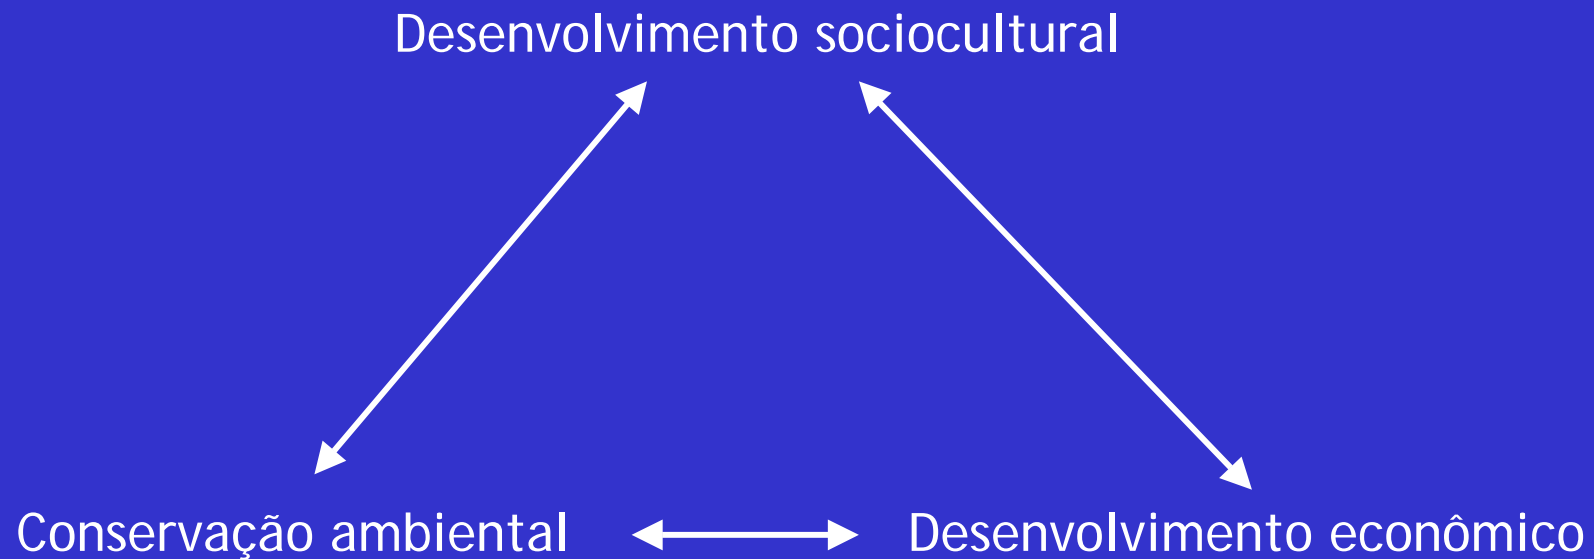 Desenvolvimento sociocultural
Conservação ambiental
Desenvolvimento econômico